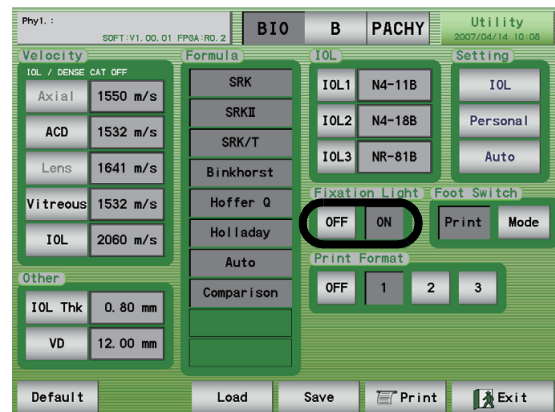 Phy1. :
SOFT:V1.00.01 FPGA:R0.2
BIO
B
PACHY
Utility
2007/04/14 10:08
Velocity
IOL / DENSE CAT OFF
Axial 1550 m/s
ACD 1532 m/s
Lens 1641 m/s
Vitreous 1532 m/s
IOL 2060 m/s
Other
IOL Thk 0.80 mm
VD 12.00 mm
Formula
SRK
SRKⅡ
SRK/T
Binkhorst
Hoffer Q
Holladay
Auto
Comparison
IOL
IOL1 N4-11B
IOL2 N4-18B
IOL3 NR-81B
Setting
IOL
Personal
Auto
Fixation Light
OFF ON
Foot Switch
Print Mode
Print Format
OFF 1 2 3
Default
Load
Save
Print
Exit